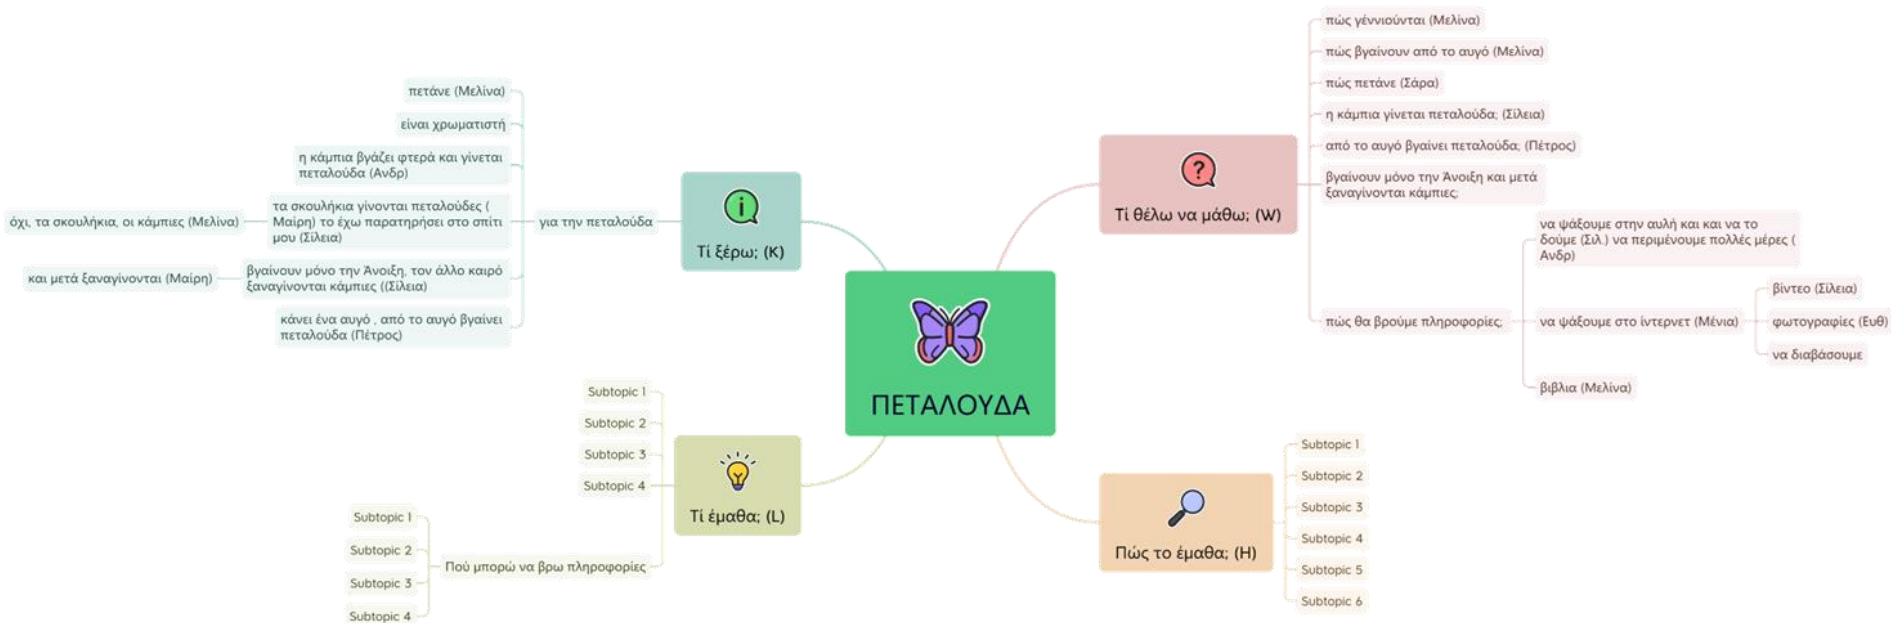 πετάνε (Μελίνα)
είναι χρωματιστή
η κάμπια βγάζει φτερά και γίνεται
πεταλούδα (Ανδρ)
τα σκουλήκια γίνονται πεταλούδες (
Μαίρη) το έχω παρατηρήσει στο σπίτι
μου (Σίλεια)
όχι, τα σκουλήκια, οι κάμπιες (Μελίνα)
βγαίνουν μόνο την Άνοιξη, τον άλλο καιρό
ξαναγίνονται κάμπιες ((Σίλεια)
και μετά ξαναγίνονται (Μαίρη)
κάνει ένα αυγό , από το αυγό βγαίνει
πεταλούδα (Πέτρος)
για την πεταλούδα
Τί ξέρω; (K)
ΠΕΤΑΛΟΥΔΑ
Τί θέλω να μάθω; (W)
πώς γέννιούνται (Μελίνα)
πώς βγαίνουν από το αυγό (Μελίνα)
πώς πετάνε (Σάρα)
η κάμπια γίνεται πεταλούδα; (Σίλεια)
από το αυγό βγαίνει πεταλούδα; (Πέτρος)
βγαίνουν μόνο την Άνοιξη και μετά
ξαναγίνονται κάμπιες;
πώς θα βρούμε πληροφορίες;
να ψάξουμε στην αυλή και και να το
δούμε (Σιλ.) να περιμένουμε πολλές μέρες (
Ανδρ)
να ψάξουμε στο ίντερνετ (Μένια)
βίντεο (Σίλεια)
φωτογραφίες (Ευθ)
να διαβάσουμε
βιβλια (Μελίνα)
Τί έμαθα; (L)
Subtopic 1
Subtopic 2
Subtopic 3
Subtopic 4
Πού μπορώ να βρω πληροφορίες
Subtopic 1
Subtopic 2
Subtopic 3
Subtopic 4
Πώς το έμαθα; (H)
Subtopic 1
Subtopic 2
Subtopic 3
Subtopic 4
Subtopic 5
Subtopic 6